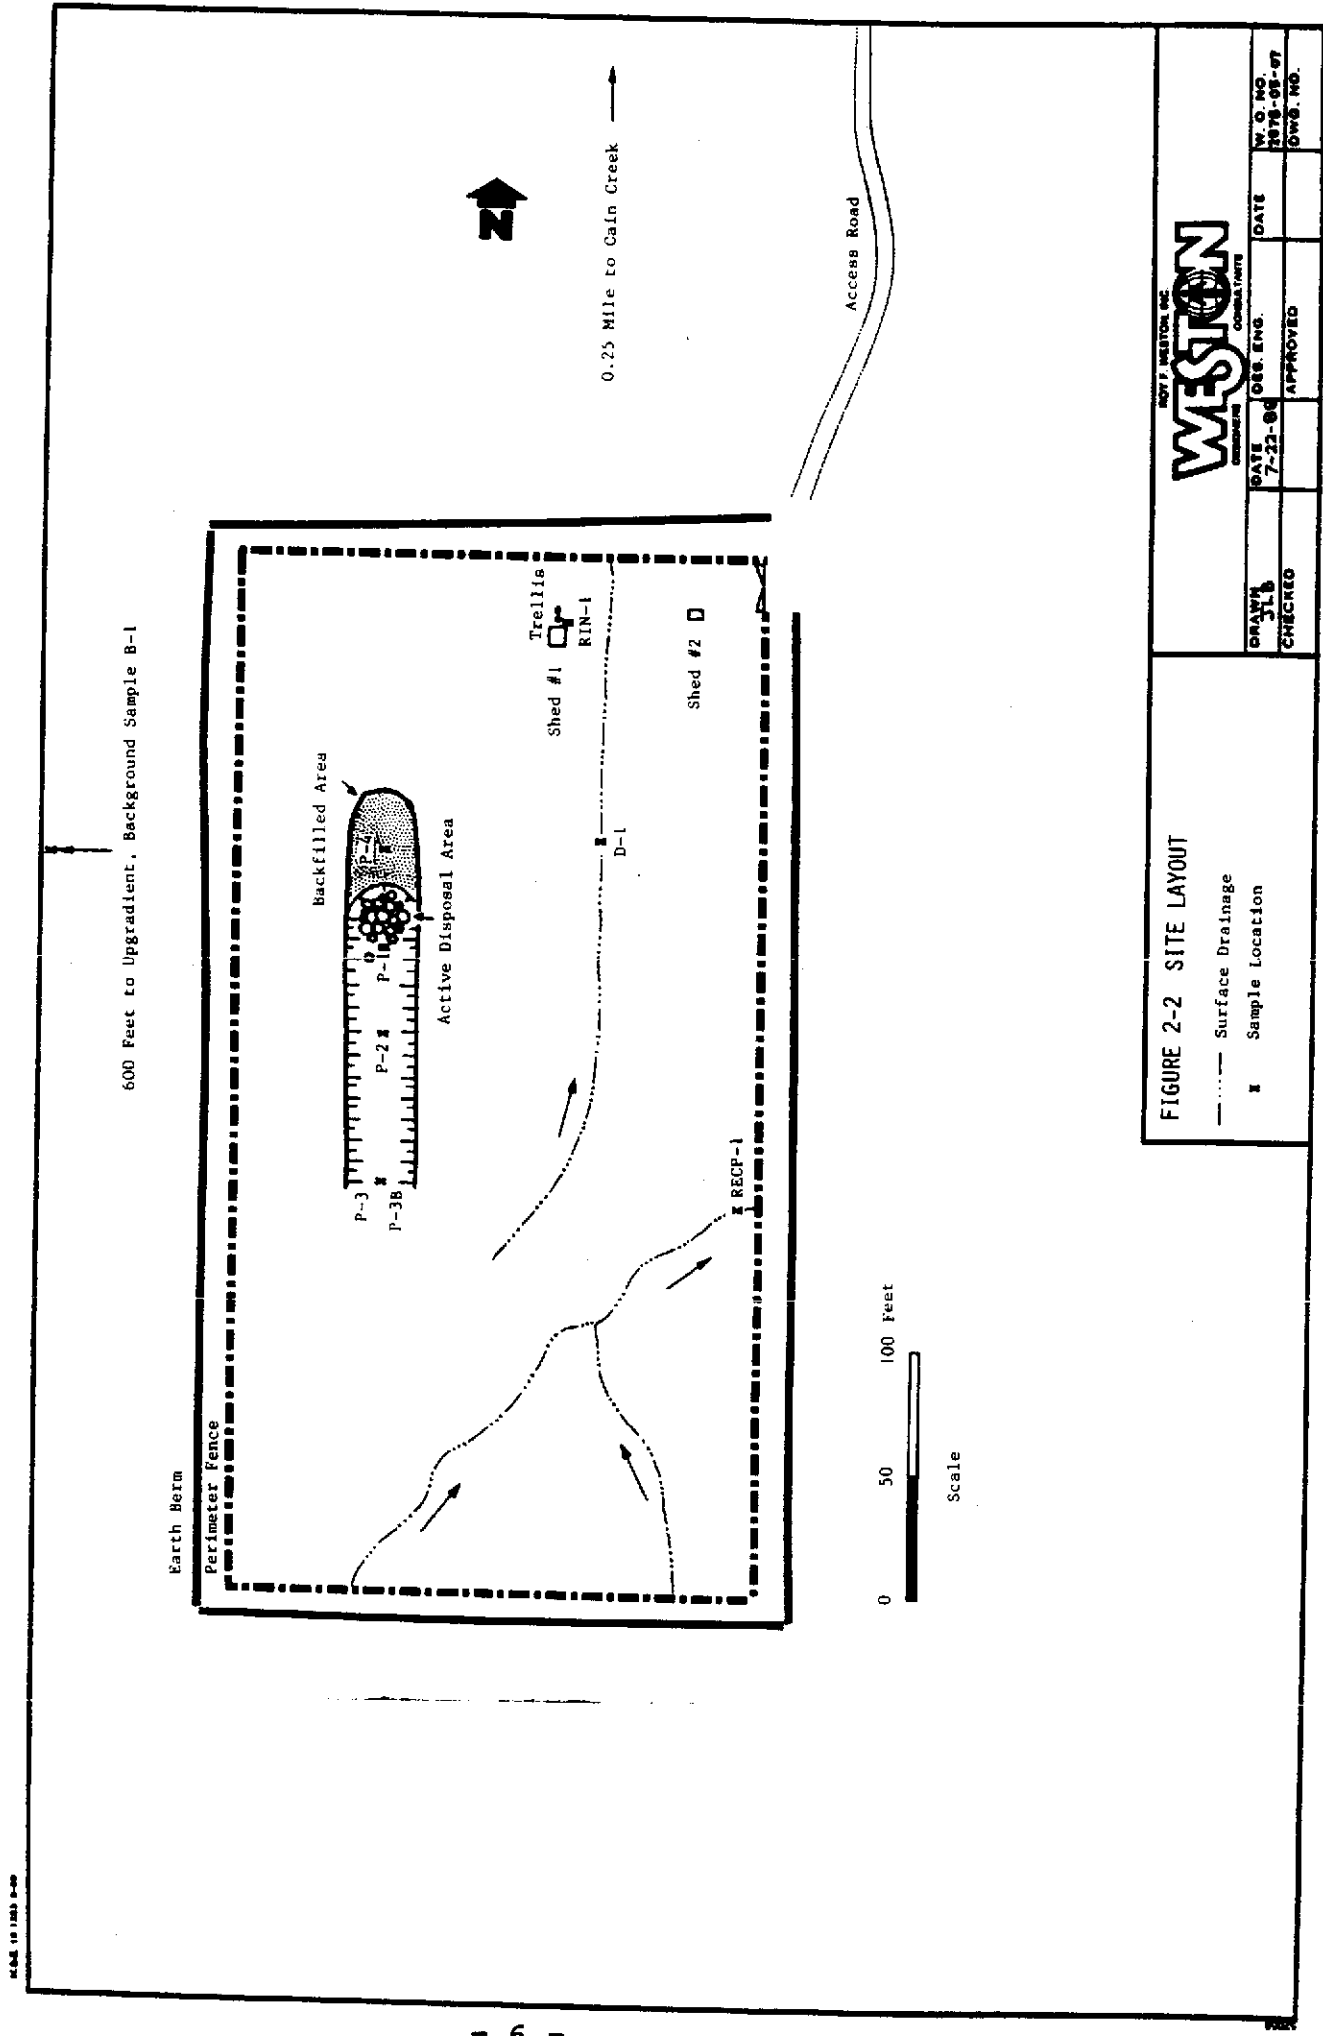 600 Feet to Upgradient, Background Sample B-1
N
0.25 Mile to Cain Creek
Earth Berm
Perimeter Fence
Backfilled Area
P-4
P-3
P-3B
P-2
P-1
Active Disposal Area
Trellis
Shed #1
RIN-1
D-1
Shed #2
RECP-1
Access Road
0 50 100 Feet
Scale
FIGURE 2-2 SITE LAYOUT
Surface Drainage
Sample Location
ROY F. WESTON, INC.
WESTON
DESIGNERS CONSULTANTS
DRAWN JLB
DATE 7-22-86
DES. ENG.
DATE
W. O. NO.
CHECKED
APPROVED
DWG. NO.
- 6 -